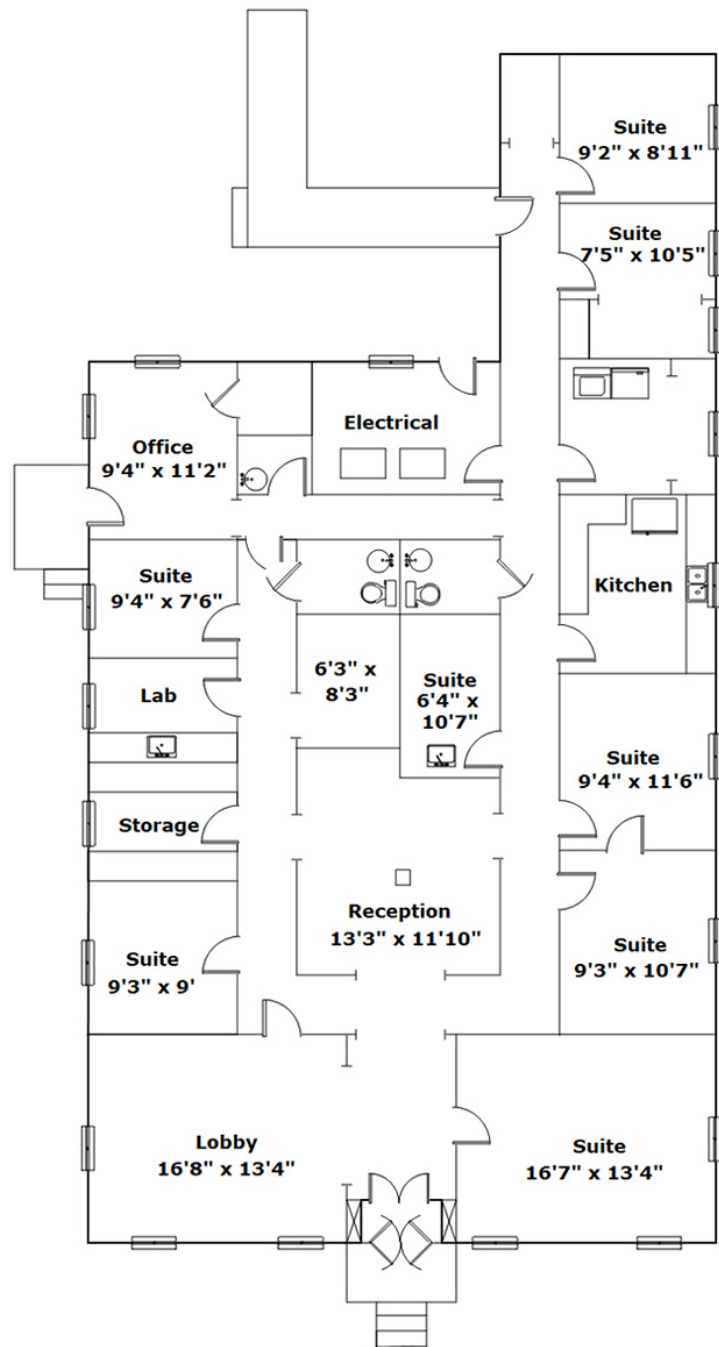 Suite
9'2" x 8'11"
Suite
7'5" x 10'5"
Electrical
Office
9'4" x 11'2"
Suite
9'4" x 7'6"
Kitchen
6'3" x
8'3"
Suite
6'4" x
10'7"
Lab
Suite
9'4" x 11'6"
Storage
Reception
13'3" x 11'10"
Suite
9'3" x 10'7"
Suite
9'3" x 9'
Lobby
16'8" x 13'4"
Suite
16'7" x 13'4"